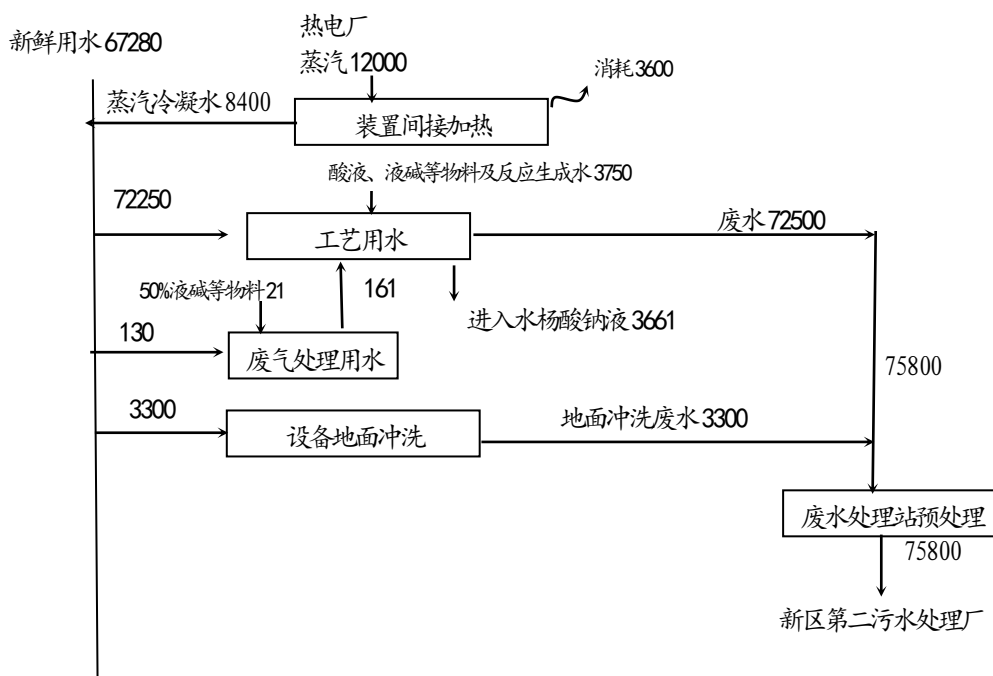 热电厂
新鲜用水67280
蒸汽12000
消耗3600
蒸汽冷凝水8400
装置间接加热
酸液、液碱等物料及反应生成水3750
72250
工艺用水
废水72500
50%液碱等物料21
161
进入水杨酸钠液3661
130
废气处理用水
75800
3300
设备地面冲洗
地面冲洗废水3300
废水处理站预处理
75800
新区第二污水处理厂